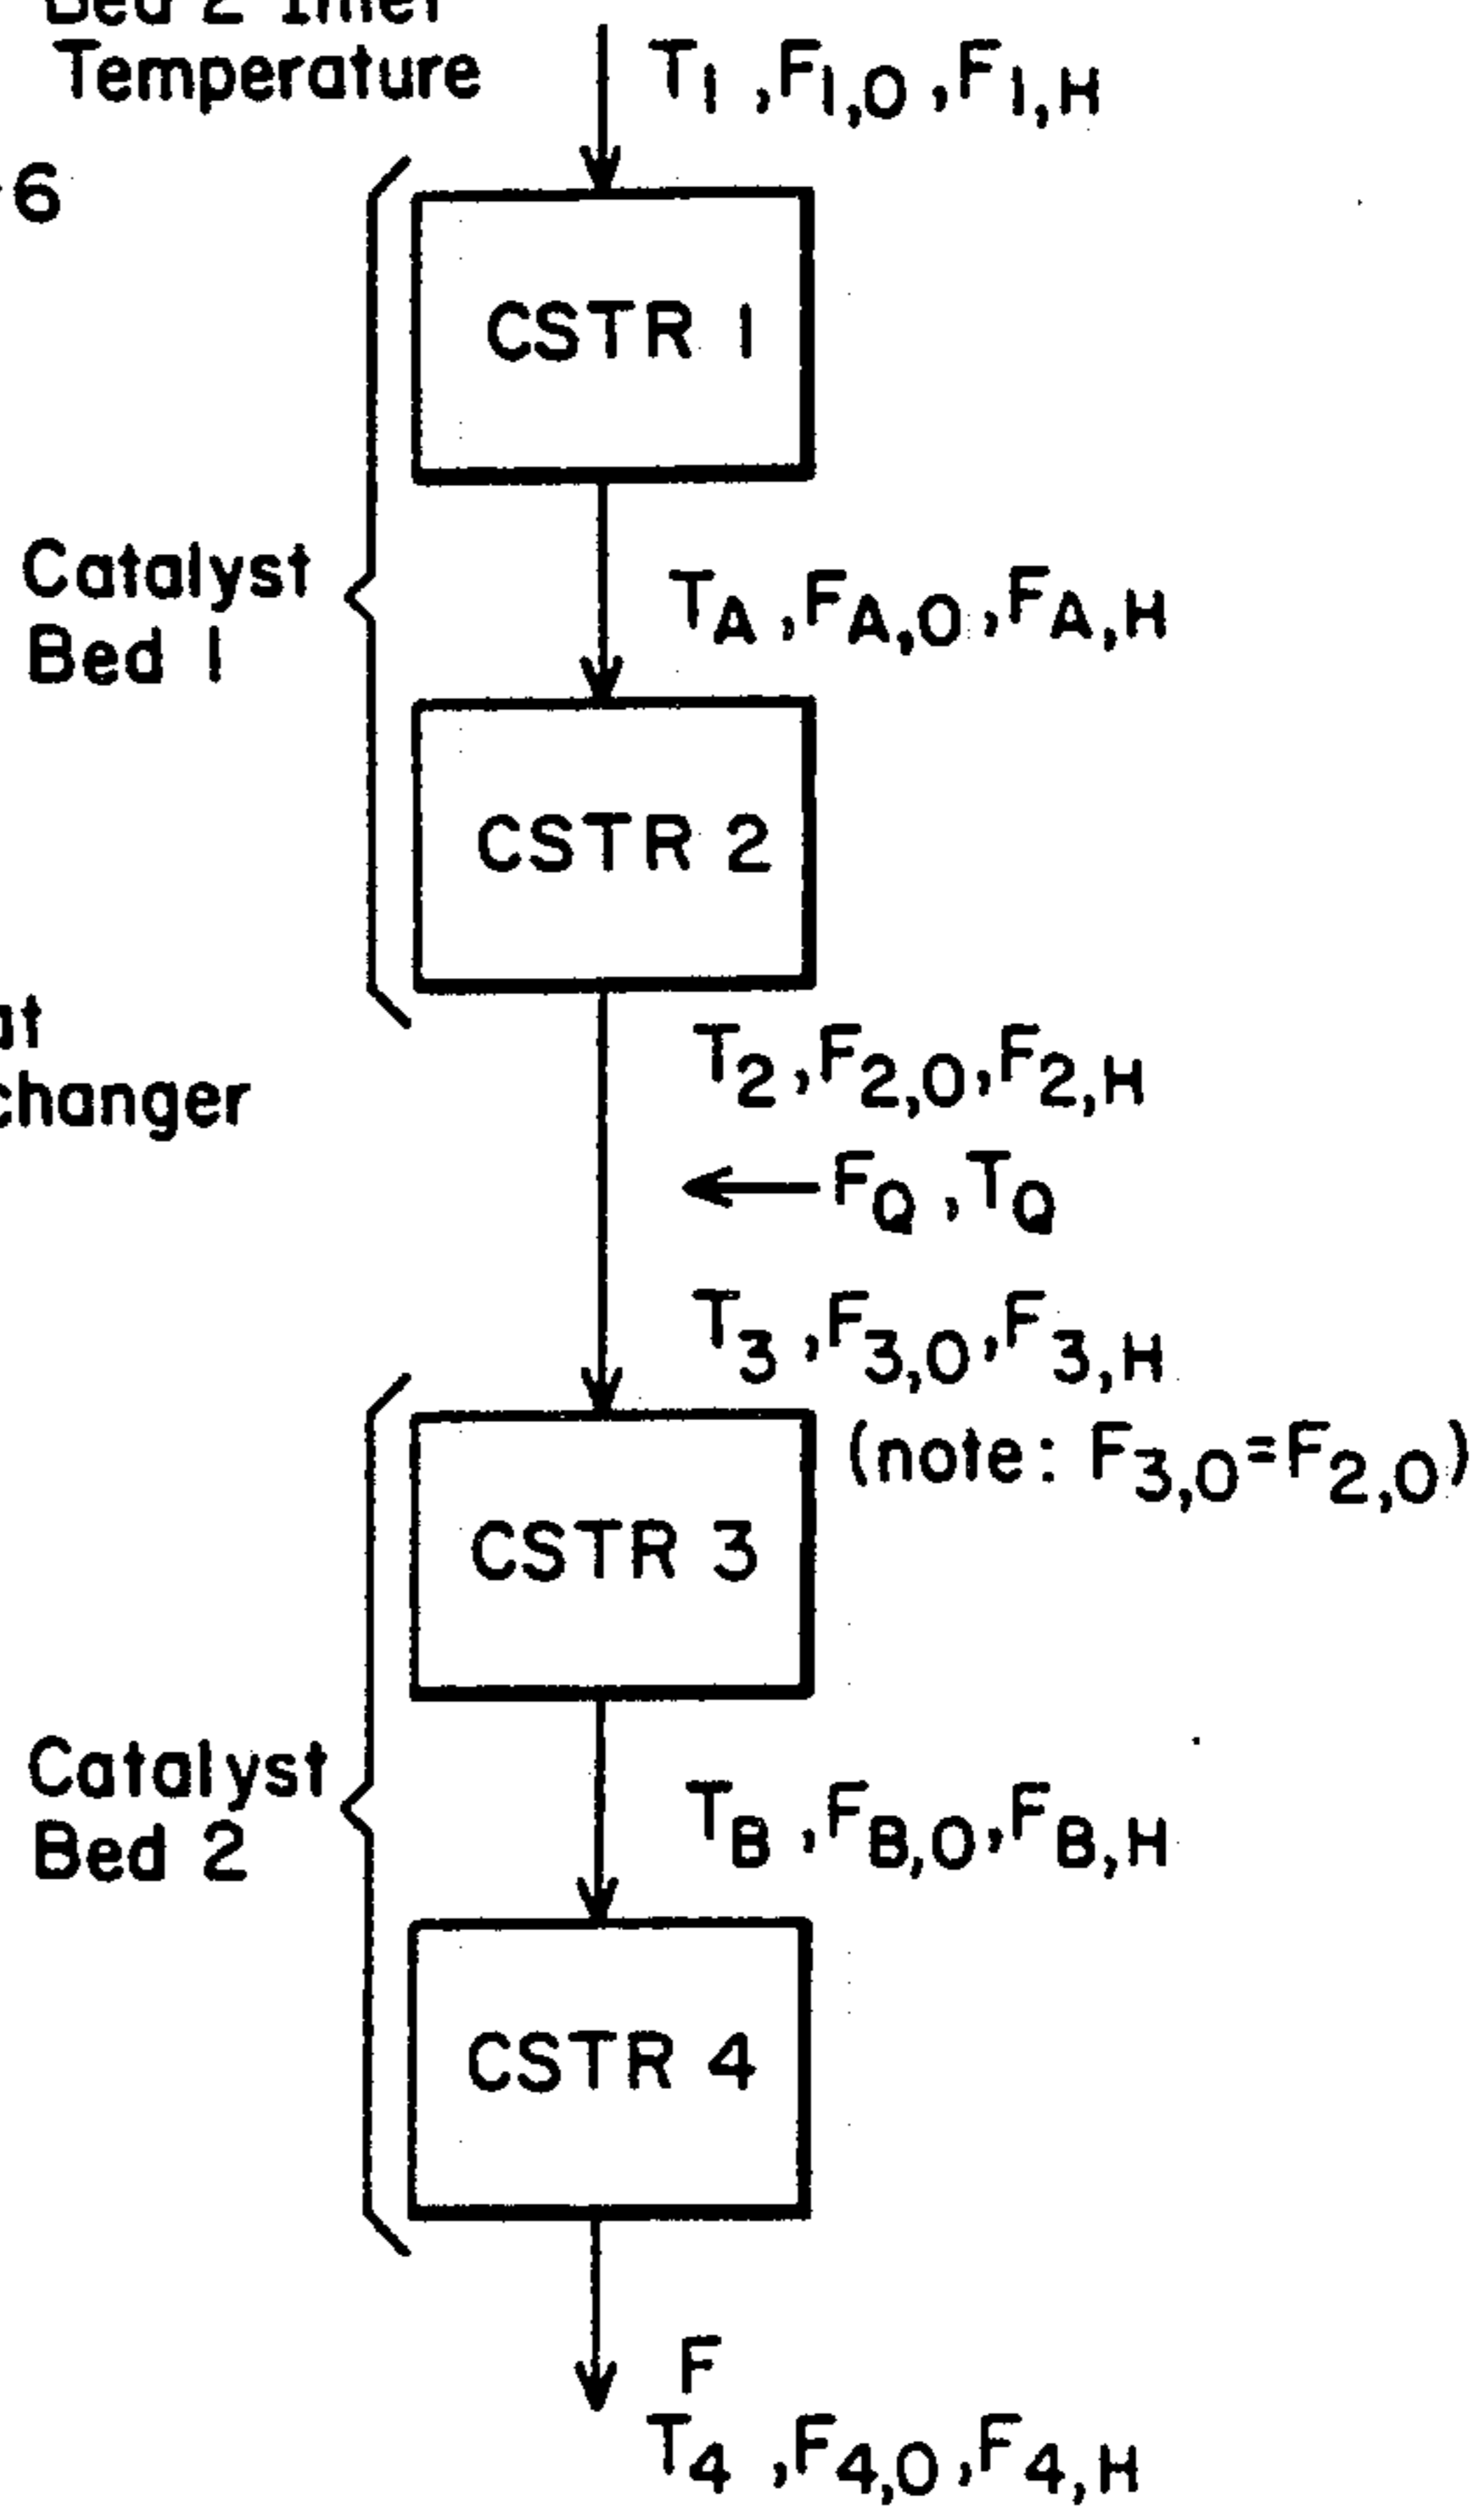 Temperature
T1 ,F1,O ,F1,H
6
CSTR 1
TA ,FA,O ,FA,H
Catalyst
Bed 1
CSTR 2
T2,F2,O,F2,H
changer
FQ ,TQ
T3 ,F3,O,F3,H
(note: F3,O=F2,O)
CSTR 3
Catalyst
Bed 2
TB ,FB,O,FB,H
CSTR 4
F
T4 ,F4,O,F4,H